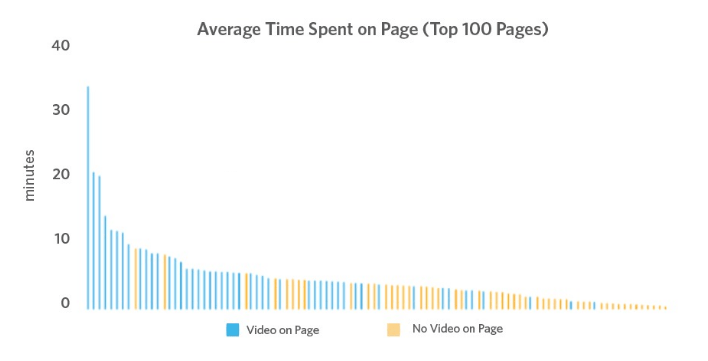 Average Time Spent on Page (Top 100 Pages)
40
30
20
10
0
minutes
Video on Page
No Video on Page